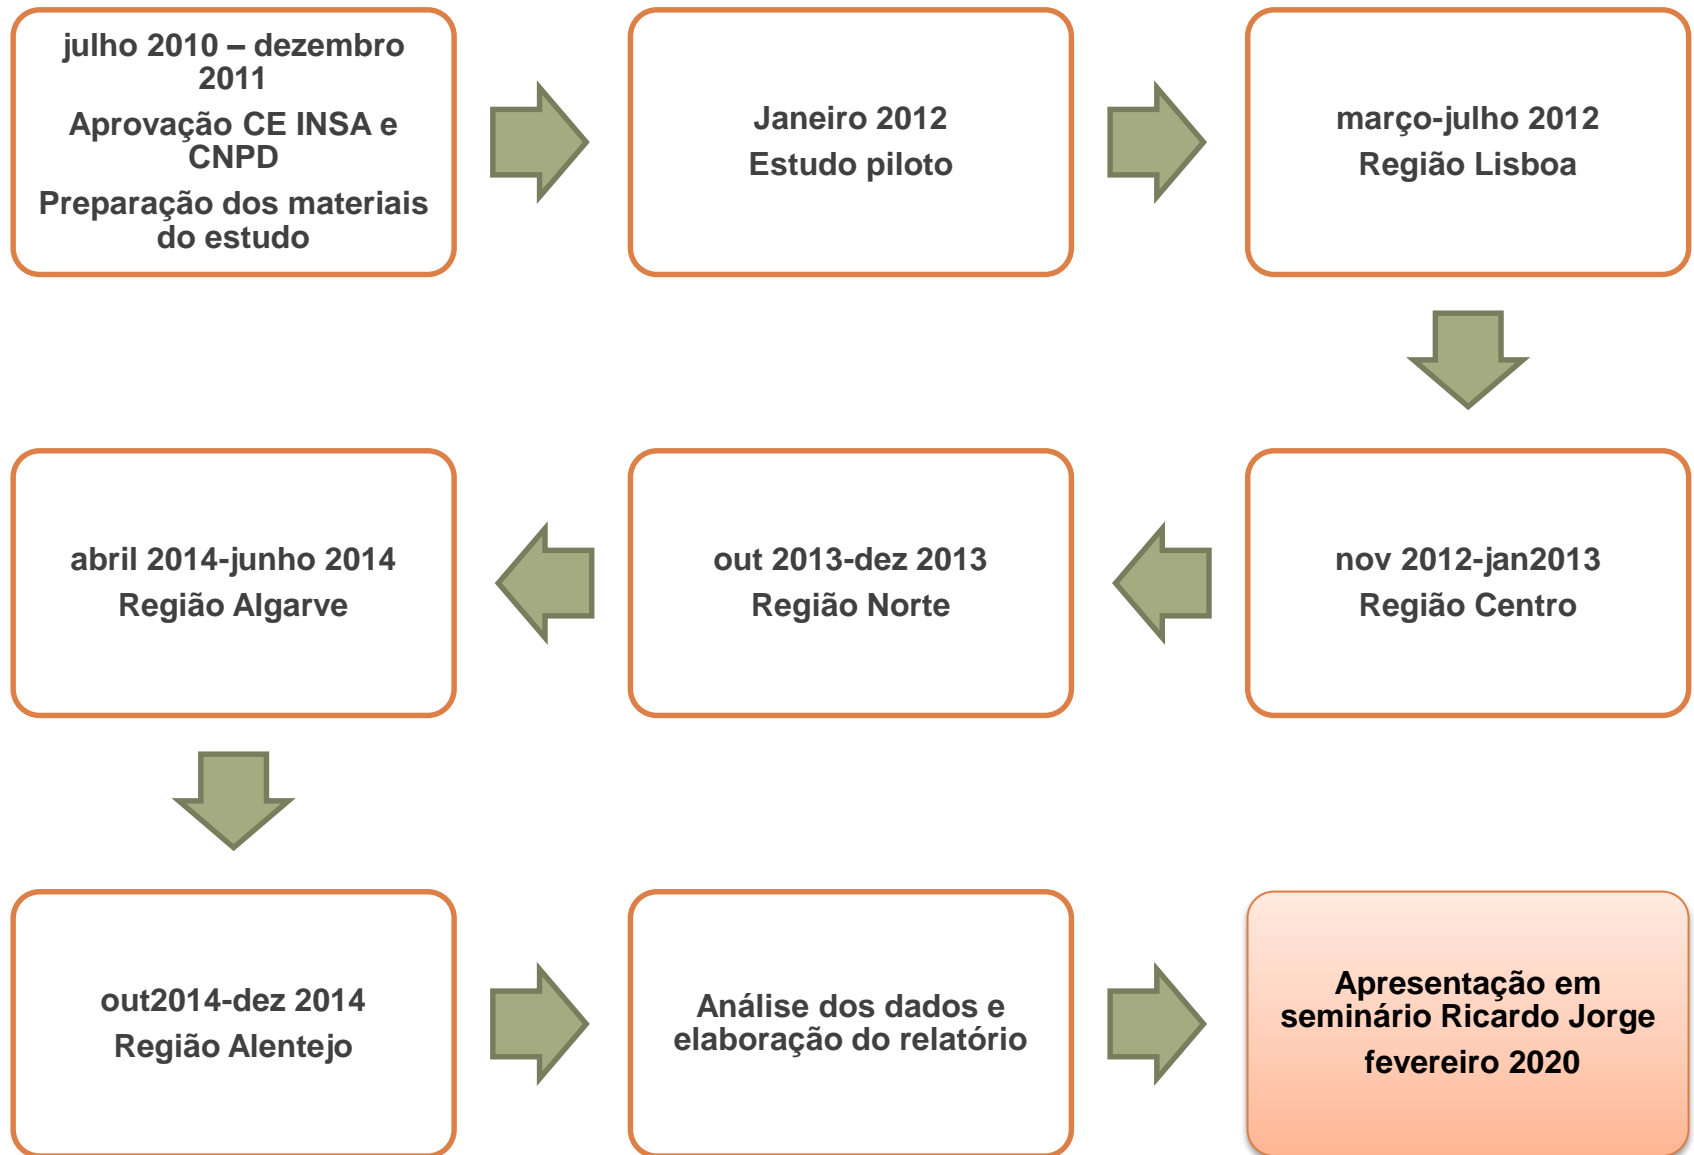 julho 2010 – dezembro
2011
Aprovação CE INSA e
CNPD
Preparação dos materiais
do estudo
Janeiro 2012
Estudo piloto
março-julho 2012
Região Lisboa
nov 2012-jan2013
Região Centro
out 2013-dez 2013
Região Norte
abril 2014-junho 2014
Região Algarve
out2014-dez 2014
Região Alentejo
Análise dos dados e
elaboração do relatório
Apresentação em
seminário Ricardo Jorge
fevereiro 2020